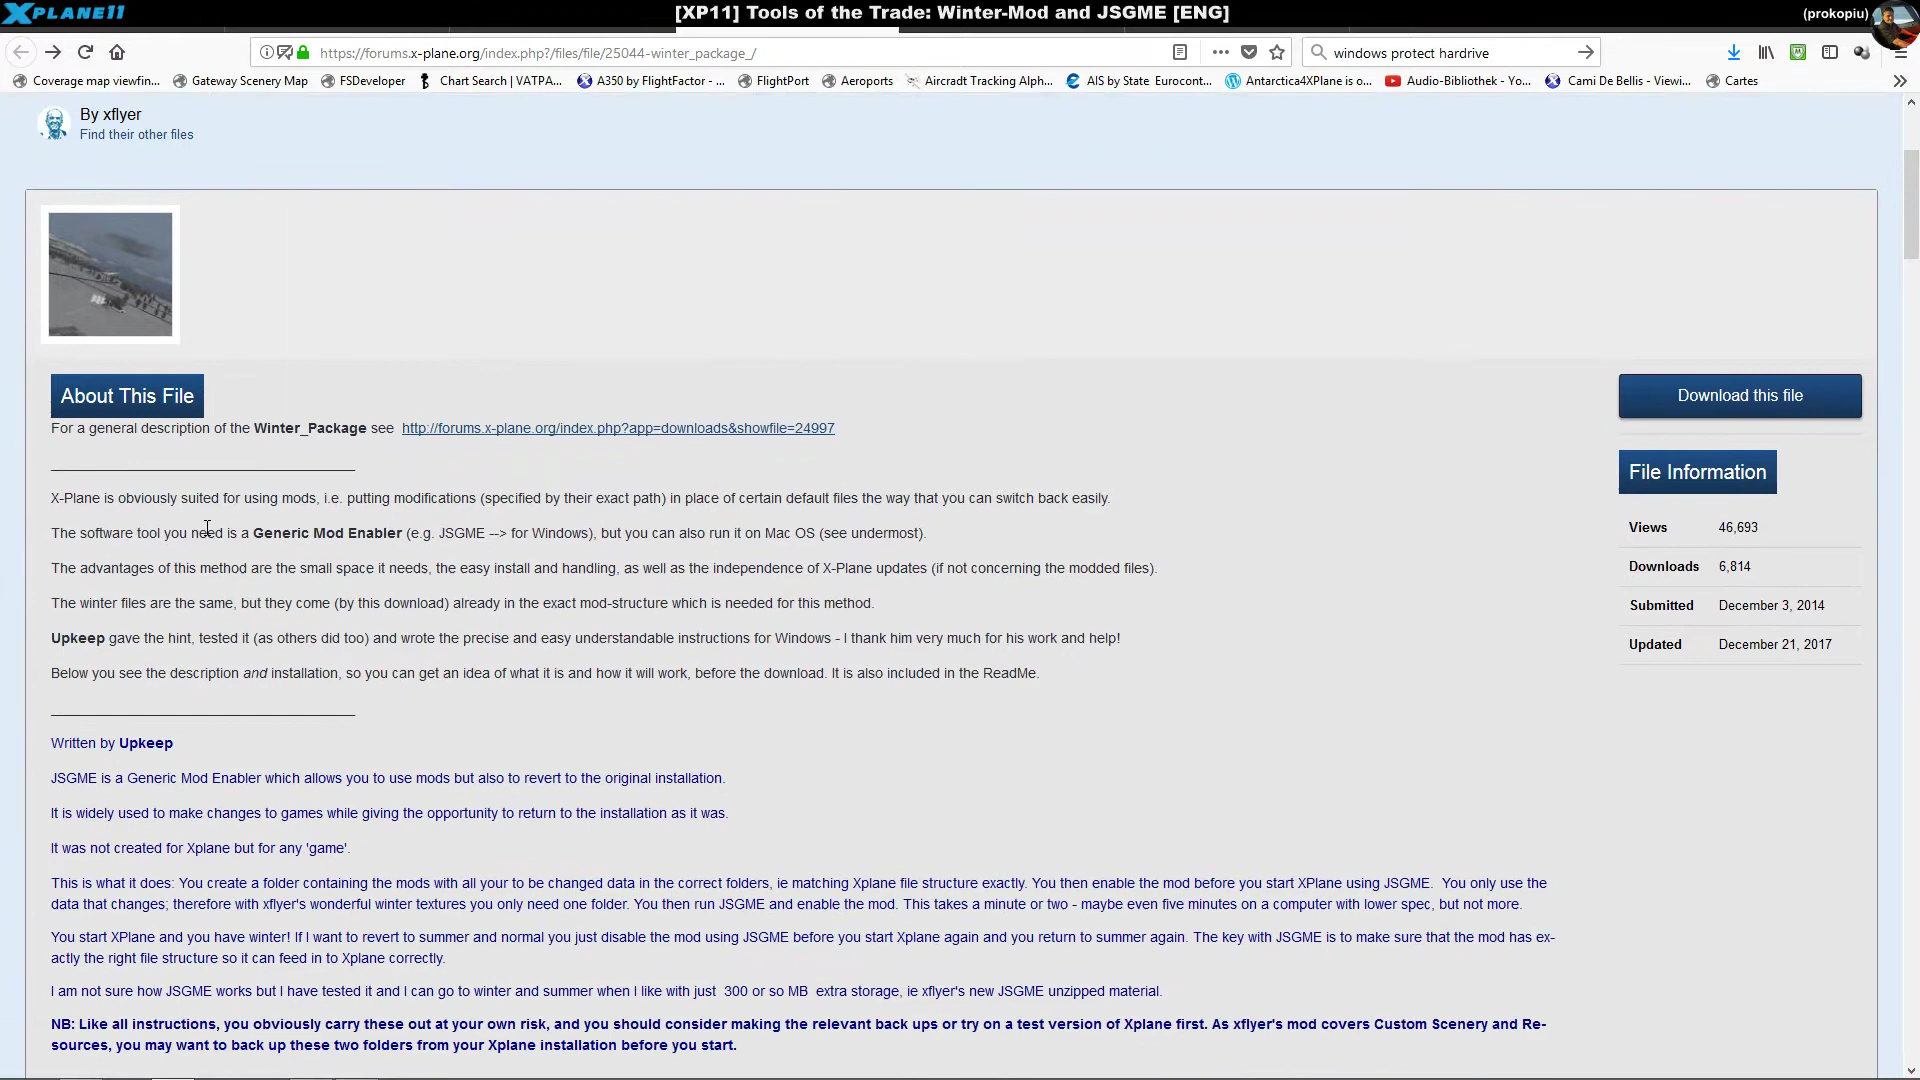 XPLANE11
[XP11] Tools of the Trade: Winter-Mod and JSGME [ENG]
(prokopiu)
https://forums.x-plane.org/index.php?/files/file/25044-winter_package_/
windows protect hardrive
Coverage map viewfin...
Gateway Scenery Map
FSDeveloper
Chart Search | VATPA...
A350 by FlightFactor - ...
FlightPort
Aeroports
Aircradt Tracking Alph...
AIS by State Eurocont...
Antarctica4XPlane is o...
Audio-Bibliothek - Yo...
Cami De Bellis - Viewi...
Cartes
By xflyer
Find their other files
About This File
For a general description of the Winter_Package see http://forums.x-plane.org/index.php?app=downloads&showfile=24997
X-Plane is obviously suited for using mods, i.e. putting modifications (specified by their exact path) in place of certain default files the way that you can switch back easily.
The software tool you need is a Generic Mod Enabler (e.g. JSGME --> for Windows), but you can also run it on Mac OS (see undermost).
The advantages of this method are the small space it needs, the easy install and handling, as well as the independence of X-Plane updates (if not concerning the modded files).
The winter files are the same, but they come (by this download) already in the exact mod-structure which is needed for this method.
Upkeep gave the hint, tested it (as others did too) and wrote the precise and easy understandable instructions for Windows - I thank him very much for his work and help!
Below you see the description and installation, so you can get an idea of what it is and how it will work, before the download. It is also included in the ReadMe.
Written by Upkeep
JSGME is a Generic Mod Enabler which allows you to use mods but also to revert to the original installation.
It is widely used to make changes to games while giving the opportunity to return to the installation as it was.
It was not created for Xplane but for any 'game'.
This is what it does: You create a folder containing the mods with all your to be changed data in the correct folders, ie matching Xplane file structure exactly. You then enable the mod before you start XPlane using JSGME. You only use the
data that changes; therefore with xflyer's wonderful winter textures you only need one folder. You then run JSGME and enable the mod. This takes a minute or two - maybe even five minutes on a computer with lower spec, but not more.
You start XPlane and you have winter! If I want to revert to summer and normal you just disable the mod using JSGME before you start Xplane again and you return to summer again. The key with JSGME is to make sure that the mod has ex-
actly the right file structure so it can feed in to Xplane correctly.
I am not sure how JSGME works but I have tested it and I can go to winter and summer when I like with just 300 or so MB extra storage, ie xflyer's new JSGME unzipped material.
NB: Like all instructions, you obviously carry these out at your own risk, and you should consider making the relevant back ups or try on a test version of Xplane first. As xflyer's mod covers Custom Scenery and Re-
sources, you may want to back up these two folders from your Xplane installation before you start.
Download this file
File Information
Views 46,693
Downloads 6,814
Submitted December 3, 2014
Updated December 21, 2017